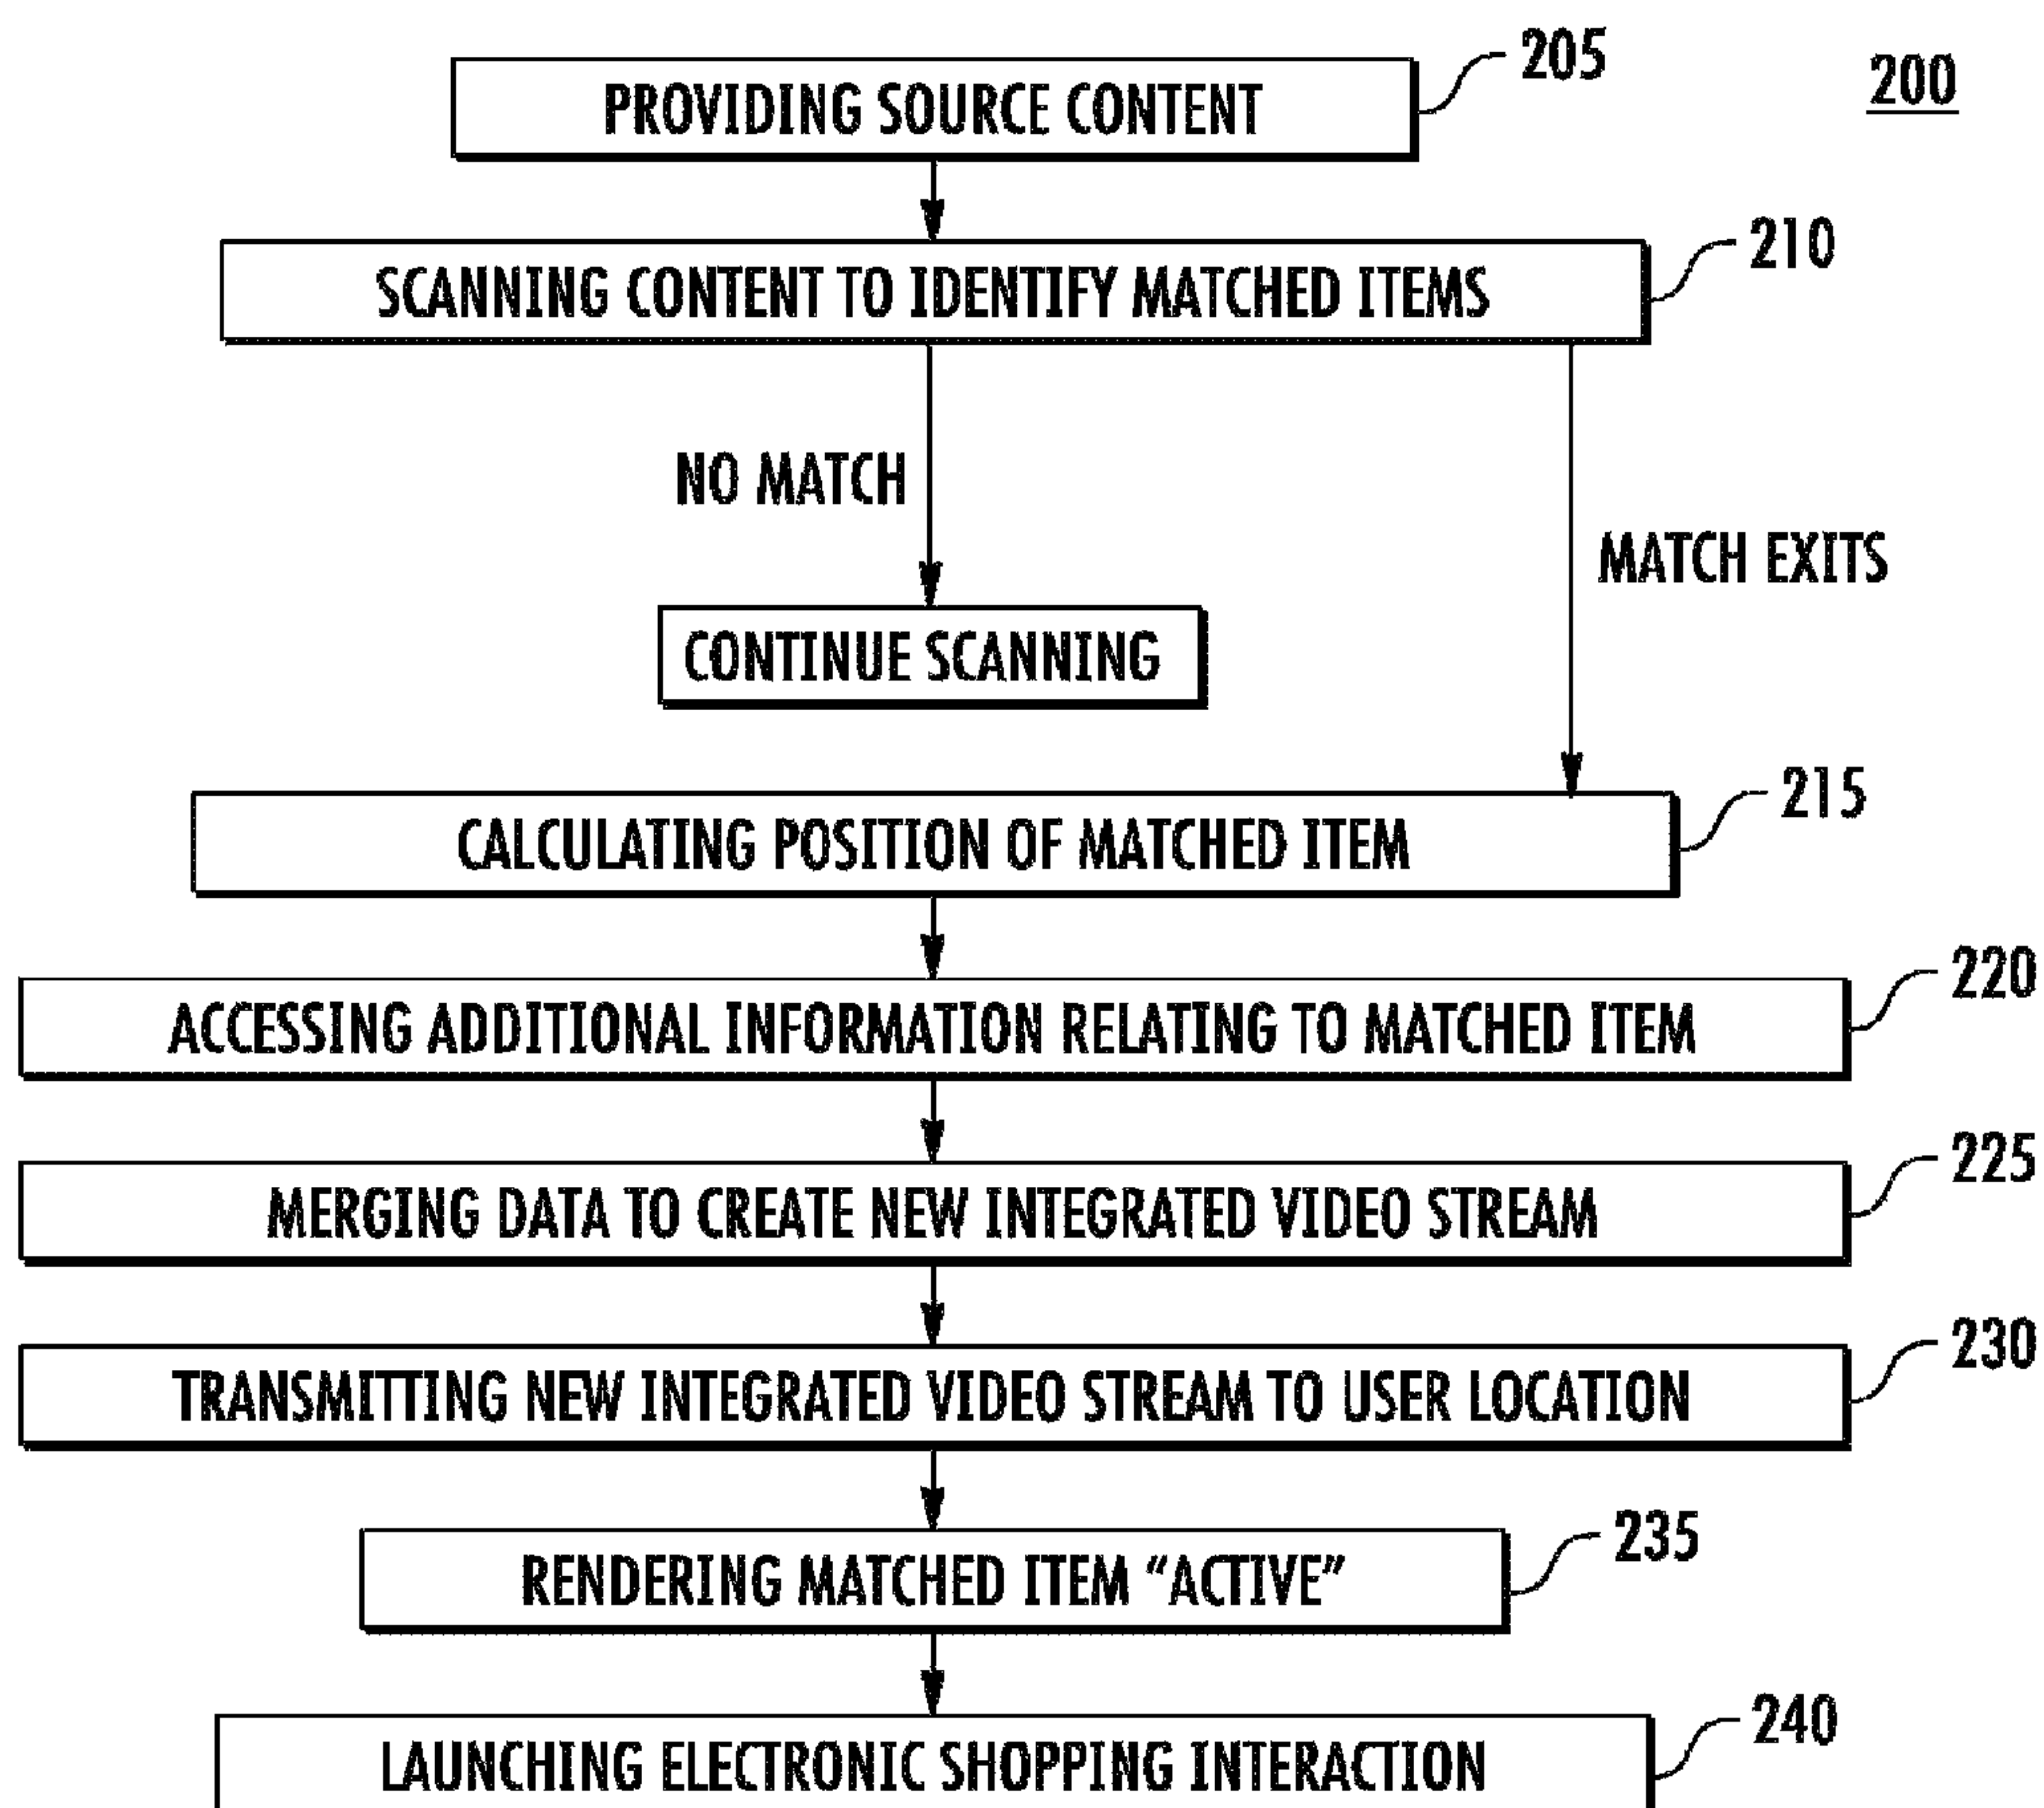 205
200
PROVIDING SOURCE CONTENT
210
SCANNING CONTENT TO IDENTIFY MATCHED ITEMS
NO MATCH
MATCH EXITS
CONTINUE SCANNING
215
CALCULATING POSITION OF MATCHED ITEM
220
ACCESSING ADDITIONAL INFORMATION RELATING TO MATCHED ITEM
225
MERGING DATA TO CREATE NEW INTEGRATED VIDEO STREAM
230
TRANSMITTING NEW INTEGRATED VIDEO STREAM TO USER LOCATION
235
RENDERING MATCHED ITEM “ACTIVE”
240
LAUNCHING ELECTRONIC SHOPPING INTERACTION